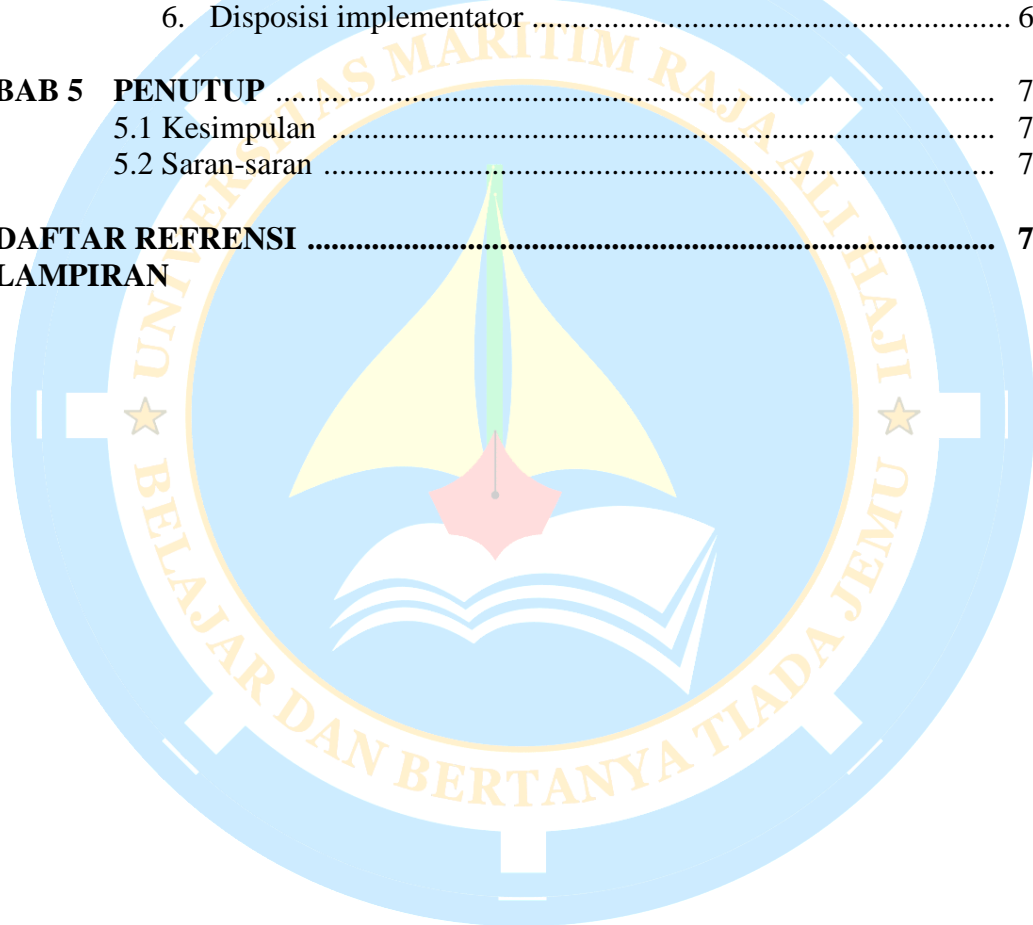 6. Disposisi implementator ................................................................ 6
BAB 5 PENUTUP ................................................................................................ 7
5.1 Kesimpulan ......................................................................................... 7
5.2 Saran-saran .......................................................................................... 7
DAFTAR REFRENSI ............................................................................................ 7
LAMPIRAN
UNIVERSITAS MARITIM RAJA ALI HAJI
BELAJAR DAN BERTANYA TIADA JEMU